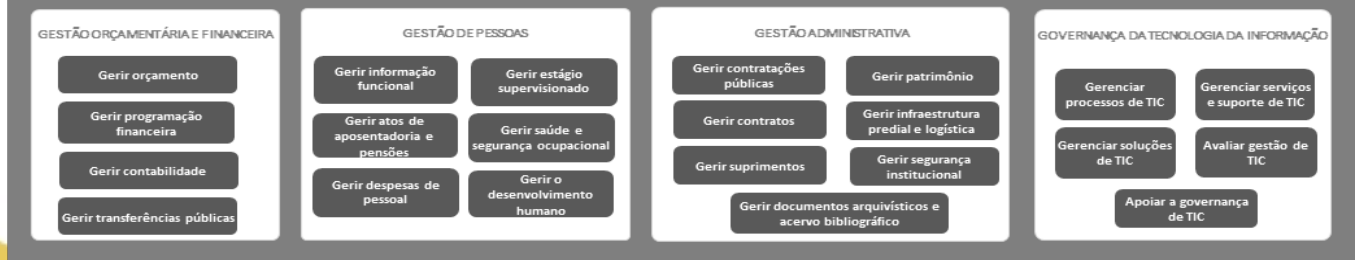 GESTÃO ORÇAMENTÁRIA E FINANCEIRA
Gerir orçamento
Gerir programação
financeira
Gerir contabilidade
Gerir transferências públicas
GESTÃO DE PESSOAS
Gerir informação
funcional
Gerir estágio
supervisionado
Gerir atos de
aposentadoria e
pensões
Gerir saúde e
segurança ocupacional
Gerir despesas de
pessoal
Gerir o
desenvolvimento
humano
GESTÃO ADMINISTRATIVA
Gerir contratações
públicas
Gerir patrimônio
Gerir contratos
Gerir infraestrutura
predial e logística
Gerir suprimentos
Gerir segurança
institucional
Gerir documentos arquivísticos e
acervo bibliográfico
GOVERNANÇA DA TECNOLOGIA DA INFORMAÇÃO
Gerenciar
processos de TIC
Gerenciar serviços
e suporte de TIC
Gerenciar soluções
de TIC
Avaliar gestão de
TIC
Apoiar a governança
de TIC